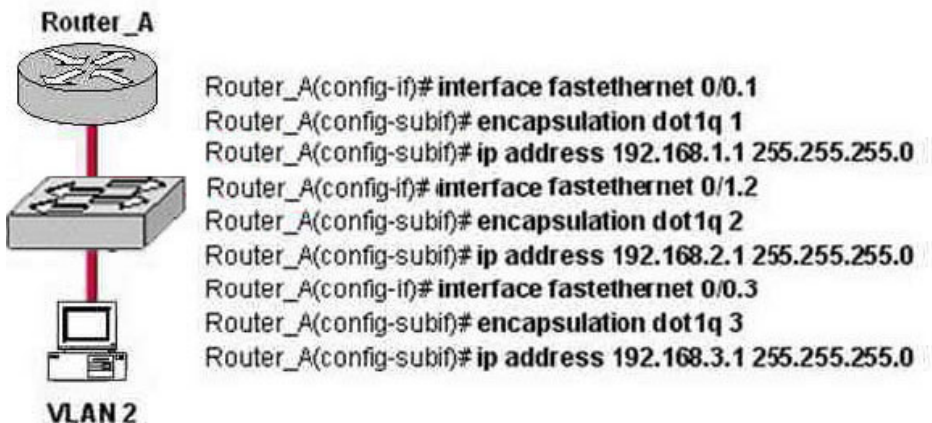 Router_A
Router_A(config-if)# interface fastethernet 0/0.1
Router_A(config-subif)# encapsulation dot1q 1
Router_A(config-subif)# ip address 192.168.1.1 255.255.255.0
Router_A(config-if)# interface fastethernet 0/1.2
Router_A(config-subif)# encapsulation dot1q 2
Router_A(config-subif)# ip address 192.168.2.1 255.255.255.0
Router_A(config-if)# interface fastethernet 0/0.3
Router_A(config-subif)# encapsulation dot1q 3
Router_A(config-subif)# ip address 192.168.3.1 255.255.255.0
VLAN 2